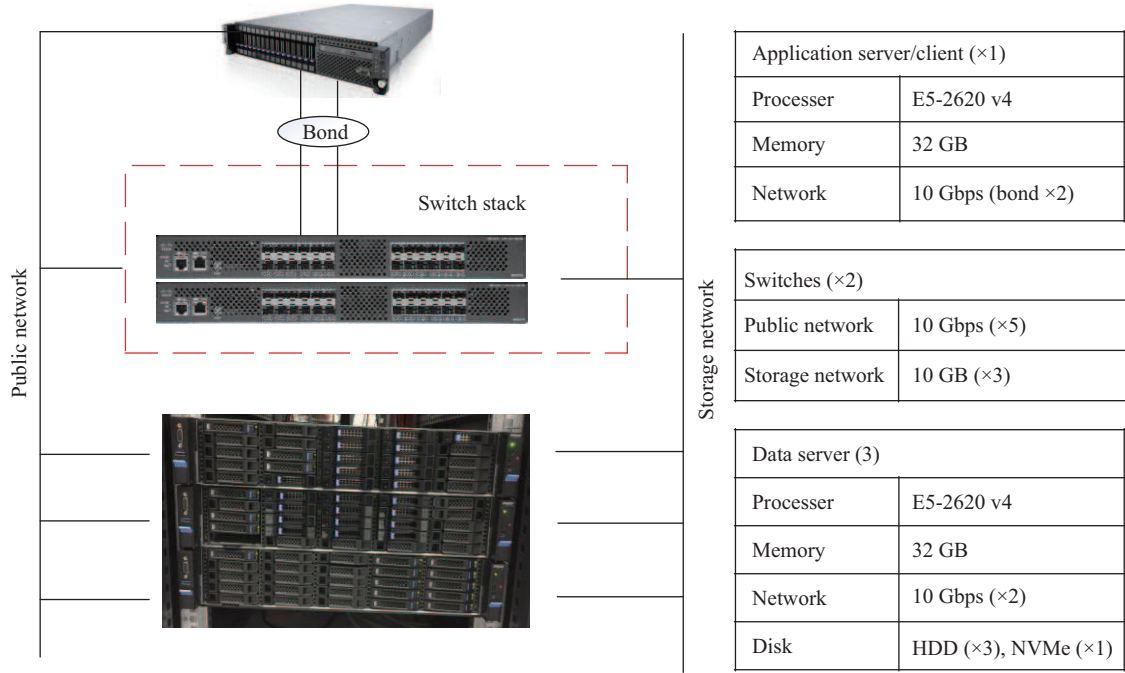 Bond
Switch stack
Public network
Storage network
Application server/client (×1)
Processer E5-2620 v4
Memory 32 GB
Network 10 Gbps (bond ×2)
Switches (×2)
Public network 10 Gbps (×5)
Storage network 10 GB (×3)
Data server (3)
Processer E5-2620 v4
Memory 32 GB
Network 10 Gbps (×2)
Disk HDD (×3), NVMe (×1)